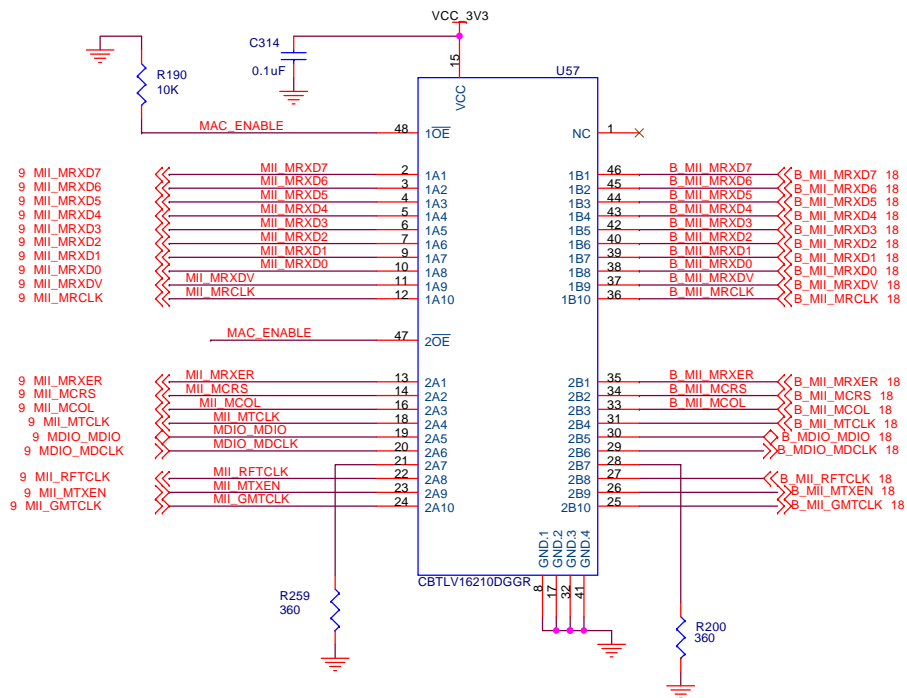 VCC_3V3
C314
0.1uF
R190
10K
15
U57
VCC
MAC_ENABLE
48
1OE
NC
1
9 MII_MRXD7
MII_MRXD7
2
1A1
1B1
46
B_MII_MRXD7
B_MII_MRXD7 18
9 MII_MRXD6
MII_MRXD6
3
1A2
1B2
45
B_MII_MRXD6
B_MII_MRXD6 18
9 MII_MRXD5
MII_MRXD5
4
1A3
1B3
44
B_MII_MRXD5
B_MII_MRXD5 18
9 MII_MRXD4
MII_MRXD4
5
1A4
1B4
43
B_MII_MRXD4
B_MII_MRXD4 18
9 MII_MRXD3
MII_MRXD3
6
1A5
1B5
42
B_MII_MRXD3
B_MII_MRXD3 18
9 MII_MRXD2
MII_MRXD2
7
1A6
1B6
40
B_MII_MRXD2
B_MII_MRXD2 18
9 MII_MRXD1
MII_MRXD1
9
1A7
1B7
39
B_MII_MRXD1
B_MII_MRXD1 18
9 MII_MRXD0
MII_MRXD0
10
1A8
1B8
38
B_MII_MRXD0
B_MII_MRXD0 18
9 MII_MRXDV
MII_MRXDV
11
1A9
1B9
37
B_MII_MRXDV
B_MII_MRXDV 18
9 MII_MRCLK
MII_MRCLK
12
1A10
1B10
36
B_MII_MRCLK
B_MII_MRCLK 18
MAC_ENABLE
47
2OE
9 MII_MRXER
MII_MRXER
13
2A1
2B1
35
B_MII_MRXER
B_MII_MRXER 18
9 MII_MCRS
MII_MCRS
14
2A2
2B2
34
B_MII_MCRS
B_MII_MCRS 18
9 MII_MCOL
MII_MCOL
16
2A3
2B3
33
B_MII_MCOL
B_MII_MCOL 18
9 MII_MTCLK
MII_MTCLK
18
2A4
2B4
31
B_MII_MTCLK 18
9 MDIO_MDIO
MDIO_MDIO
19
2A5
2B5
30
B_MDIO_MDIO 18
9 MDIO_MDCLK
MDIO_MDCLK
20
2A6
2B6
29
B_MDIO_MDCLK 18
21
2A7
2B7
28
9 MII_RFTCLK
MII_RFTCLK
22
2A8
2B8
27
B_MII_RFTCLK 18
9 MII_MTXEN
MII_MTXEN
23
2A9
2B9
26
B_MII_MTXEN 18
9 MII_GMTCLK
MII_GMTCLK
24
2A10
2B10
25
B_MII_GMTCLK 18
GND.1
GND.2
GND.3
GND.4
CBTLV16210DGGR
8
17
32
41
R259
360
R200
360